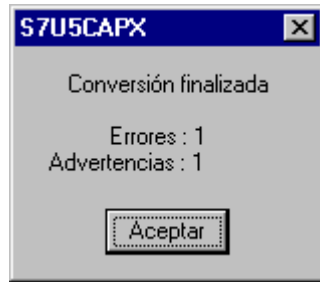 S7U5CAPX
Conversión finalizada
Errores : 1
Advertencias : 1
Aceptar